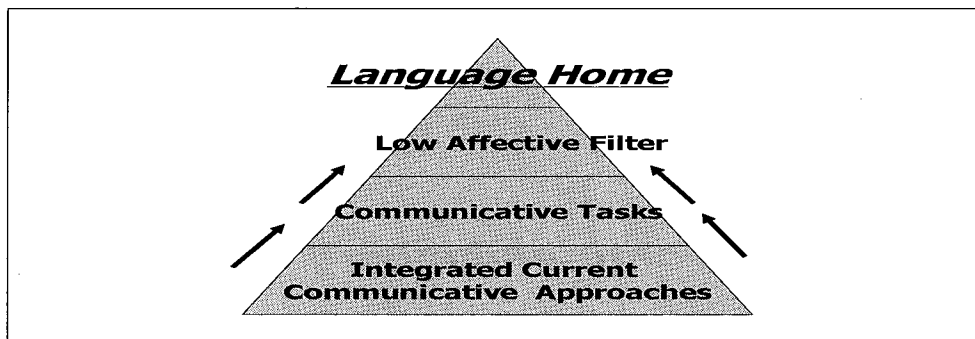 Language Home
Low Affective Filter
Communicative Tasks
Integrated Current
Communicative Approaches